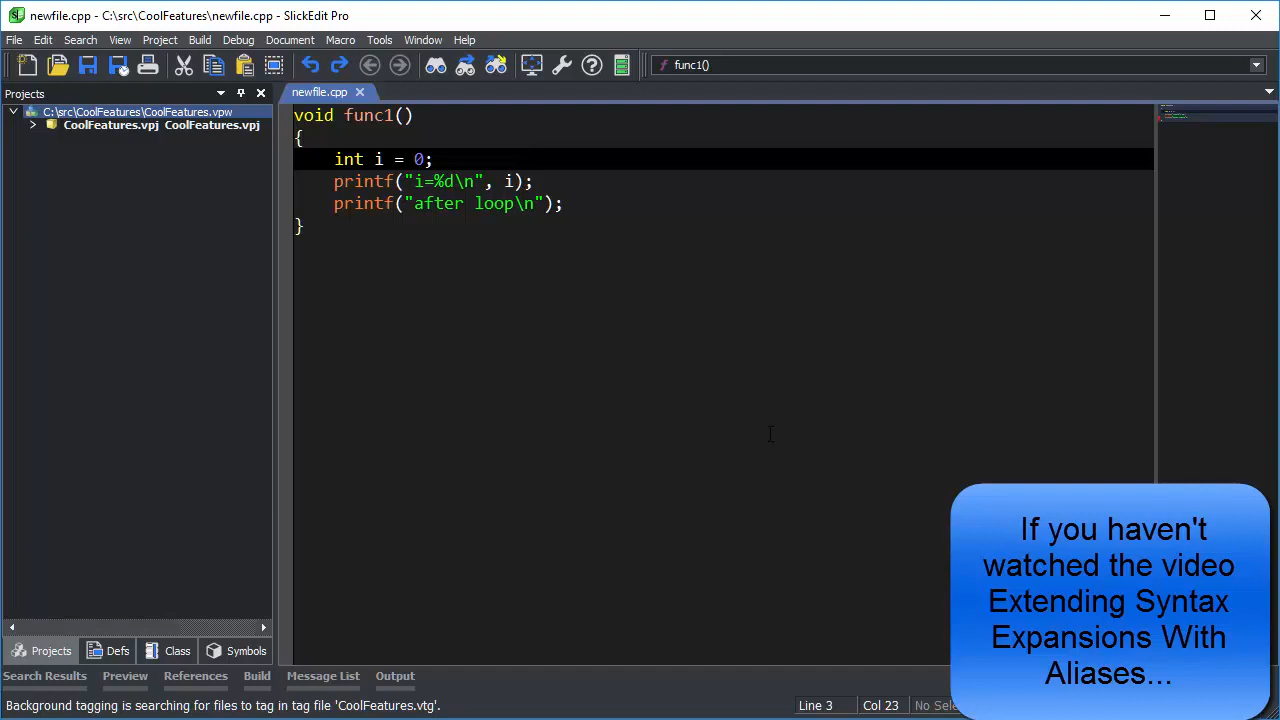 newfile.cpp - C:\src\CoolFeatures\newfile.cpp - SlickEdit Pro
File Edit Search View Project Build Debug Document Macro Tools Window Help
func1()
Projects
newfile.cpp
C:\src\CoolFeatures\CoolFeatures.vpw
CoolFeatures.vpj CoolFeatures.vpj
void func1()
{
int i = 0;
printf("i=%d\n", i);
printf("after loop\n");
}
If you haven't
watched the video
Extending Syntax
Expansions With
Aliases...
Projects Defs Class Symbols
Search Results Preview References Build Message List Output
Background tagging is searching for files to tag in tag file 'CoolFeatures.vtg'.
Line 3 Col 23 No Sele